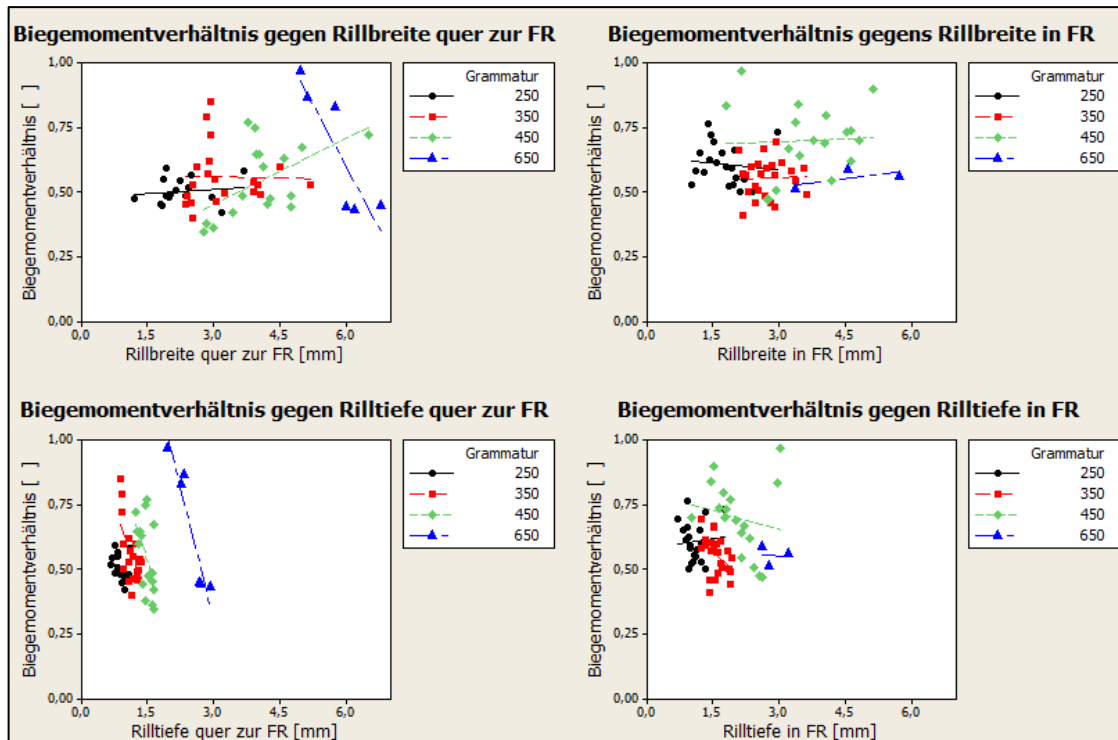 Biegemomentverhältnis gegen Rillbreite quer zur FR
Biegemomentverhältnis [ ]
1,00
0,75
0,50
0,25
0,00
0,0 1,5 3,0 4,5 6,0
Rillbreite quer zur FR [mm]
Grammatur
250
350
450
650
Biegemomentverhältnis gegens Rillbreite in FR
Biegemomentverhältnis [ ]
1,00
0,75
0,50
0,25
0,00
0,0 1,5 3,0 4,5 6,0
Rillbreite in FR [mm]
Grammatur
250
350
450
650
Biegemomentverhältnis gegen Rilltiefe quer zur FR
Biegemomentverhältnis [ ]
1,00
0,75
0,50
0,25
0,00
0,0 1,5 3,0 4,5 6,0
Rilltiefe quer zur FR [mm]
Grammatur
250
350
450
650
Biegemomentverhältnis gegen Rilltiefe in FR
Biegemomentverhältnis [ ]
1,00
0,75
0,50
0,25
0,00
0,0 1,5 3,0 4,5 6,0
Rilltiefe in FR [mm]
Grammatur
250
350
450
650